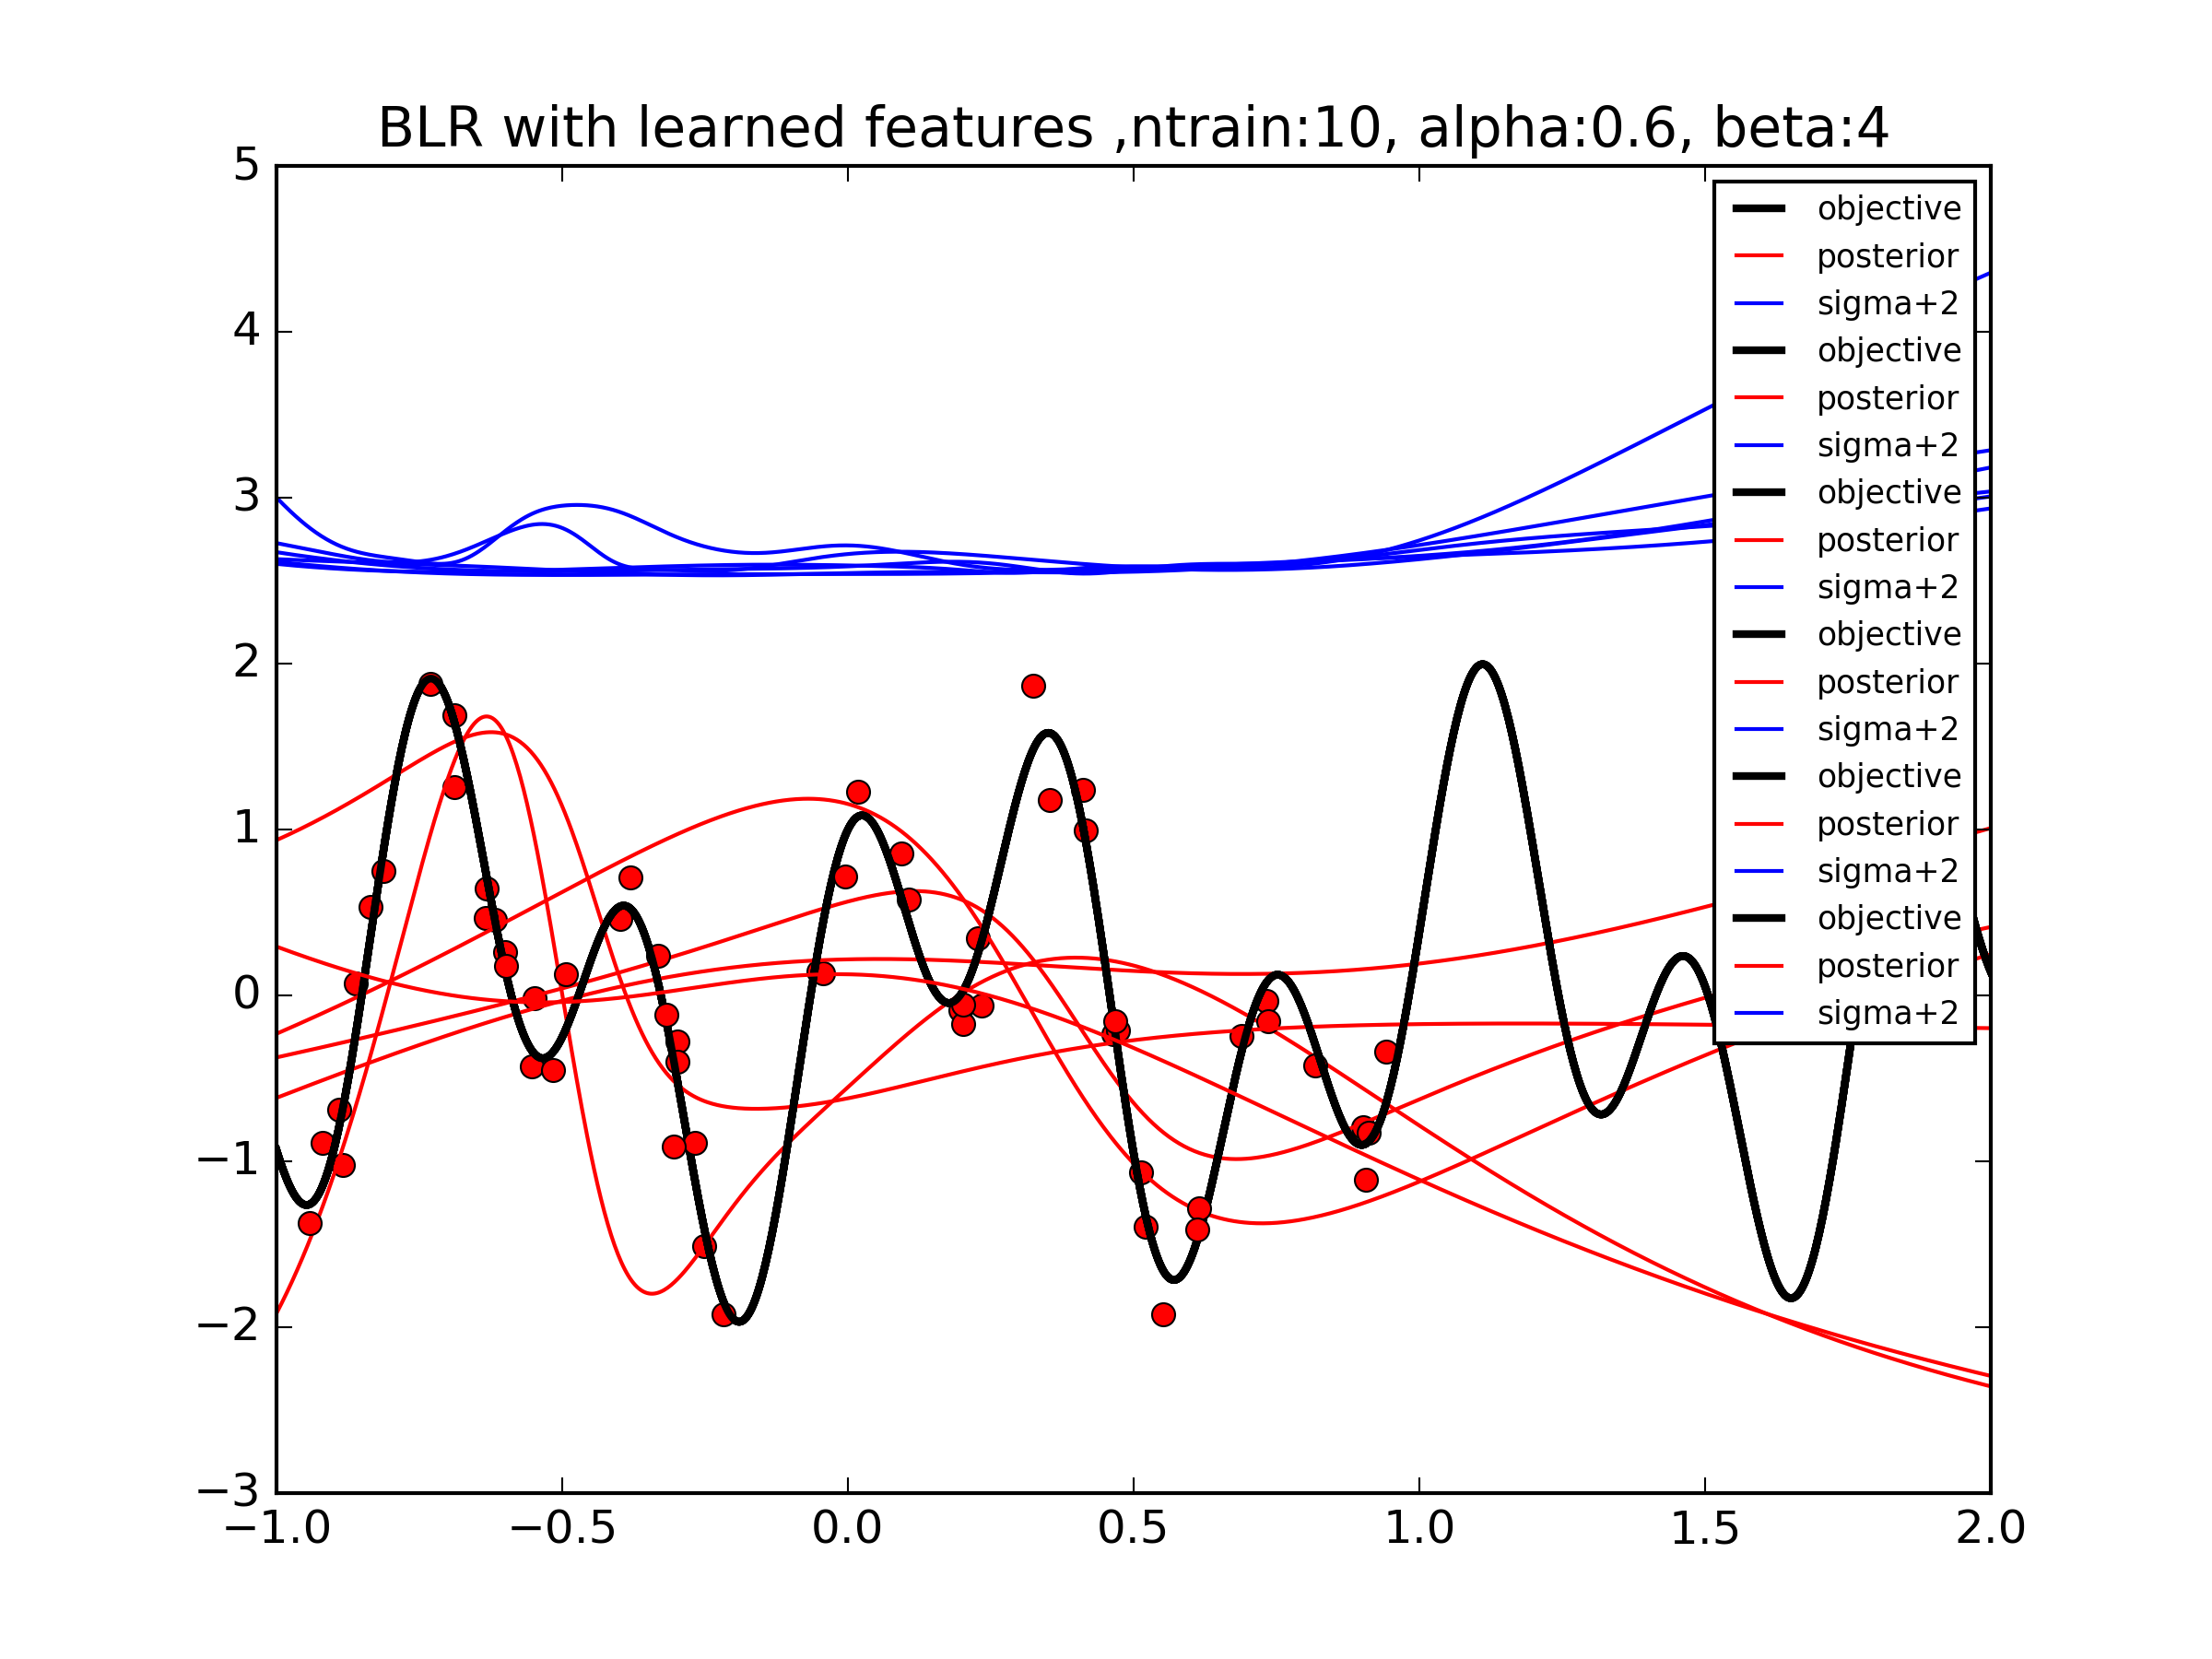 BLR with learned features ,ntrain:10, alpha:0.6, beta:4
5
4
3
2
1
0
−1
−2
−3
−1.0 −0.5 0.0 0.5 1.0 1.5 2.0
objective
posterior
sigma+2
objective
posterior
sigma+2
objective
posterior
sigma+2
objective
posterior
sigma+2
objective
posterior
sigma+2
objective
posterior
sigma+2